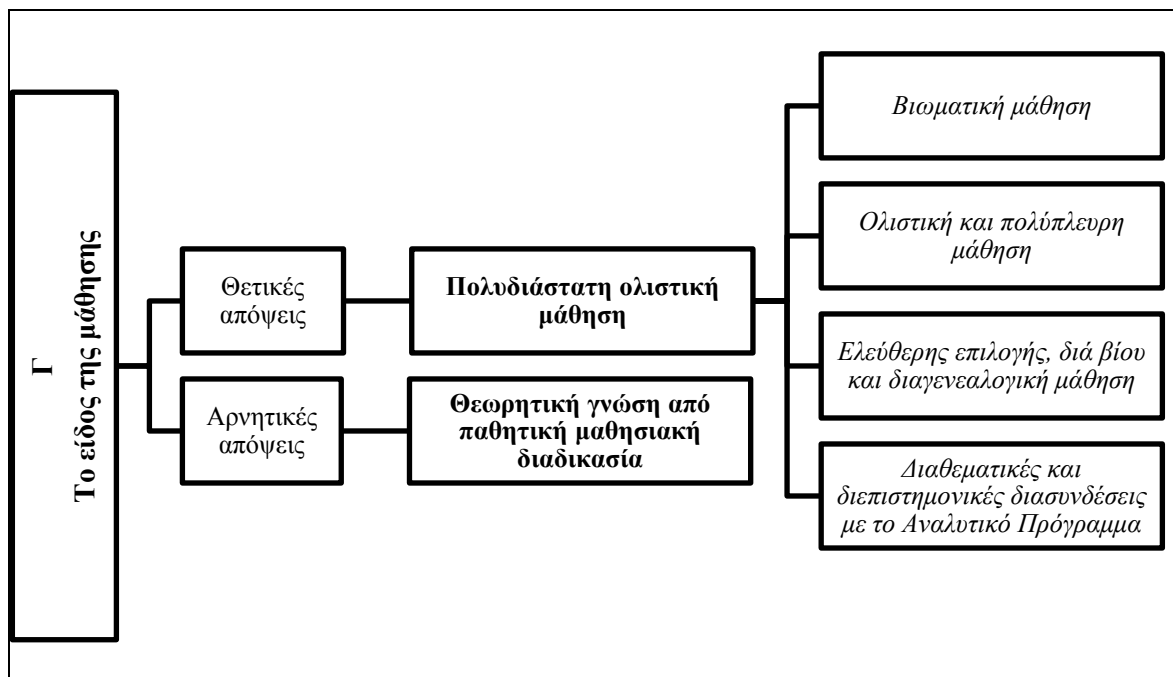 Γ
Το είδος της μάθησης
Θετικές
απόψεις
Πολυδιάστατη ολιστική
μάθηση
Βιωματική μάθηση
Ολιστική και πολύπλευρη
μάθηση
Ελεύθερης επιλογής, διά βίου
και διαγενεαλογική μάθηση
Διαθεματικές και
διεπιστημονικές διασυνδέσεις
με το Αναλυτικό Πρόγραμμα
Αρνητικές
απόψεις
Θεωρητική γνώση από
παθητική μαθησιακή
διαδικασία